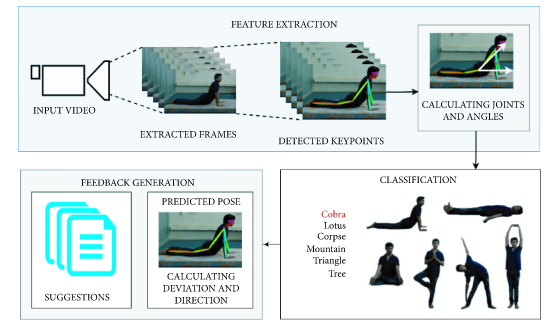 FEATURE EXTRACTION
INPUT VIDEO
EXTRACTED FRAMES
DETECTED KEYPOINTS
CALCULATING JOINTS
AND ANGLES
CLASSIFICATION
Cobra
Lotus
Corpse
Mountain
Triangle
Tree
FEEDBACK GENERATION
SUGGESTIONS
PREDICTED POSE
CALCULATING
DEVIATION AND
DIRECTION